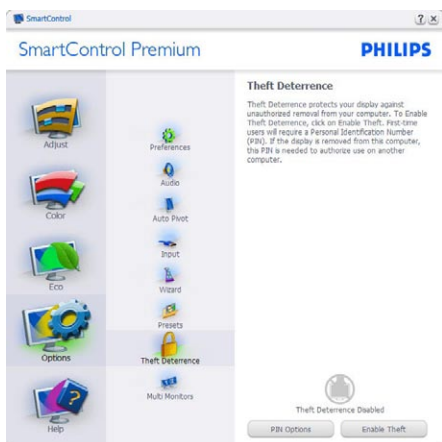 SmartControl
SmartControl Premium
PHILIPS
Adjust
Color
Eco
Options
Help
Preferences
Audio
Auto Pivot
Input
Wizard
Presets
Theft Deterrence
Multi Monitors
Theft Deterrence
Theft Deterrence protects your display against
unauthorized removal from your computer. To Enable
Theft Deterrence, click on Enable Theft. First-time
users will require a Personal Identification Number
(PIN). If the display is removed from this computer,
this PIN is needed to authorize use on another
computer.
Theft Deterrence Disabled
PIN Options
Enable Theft